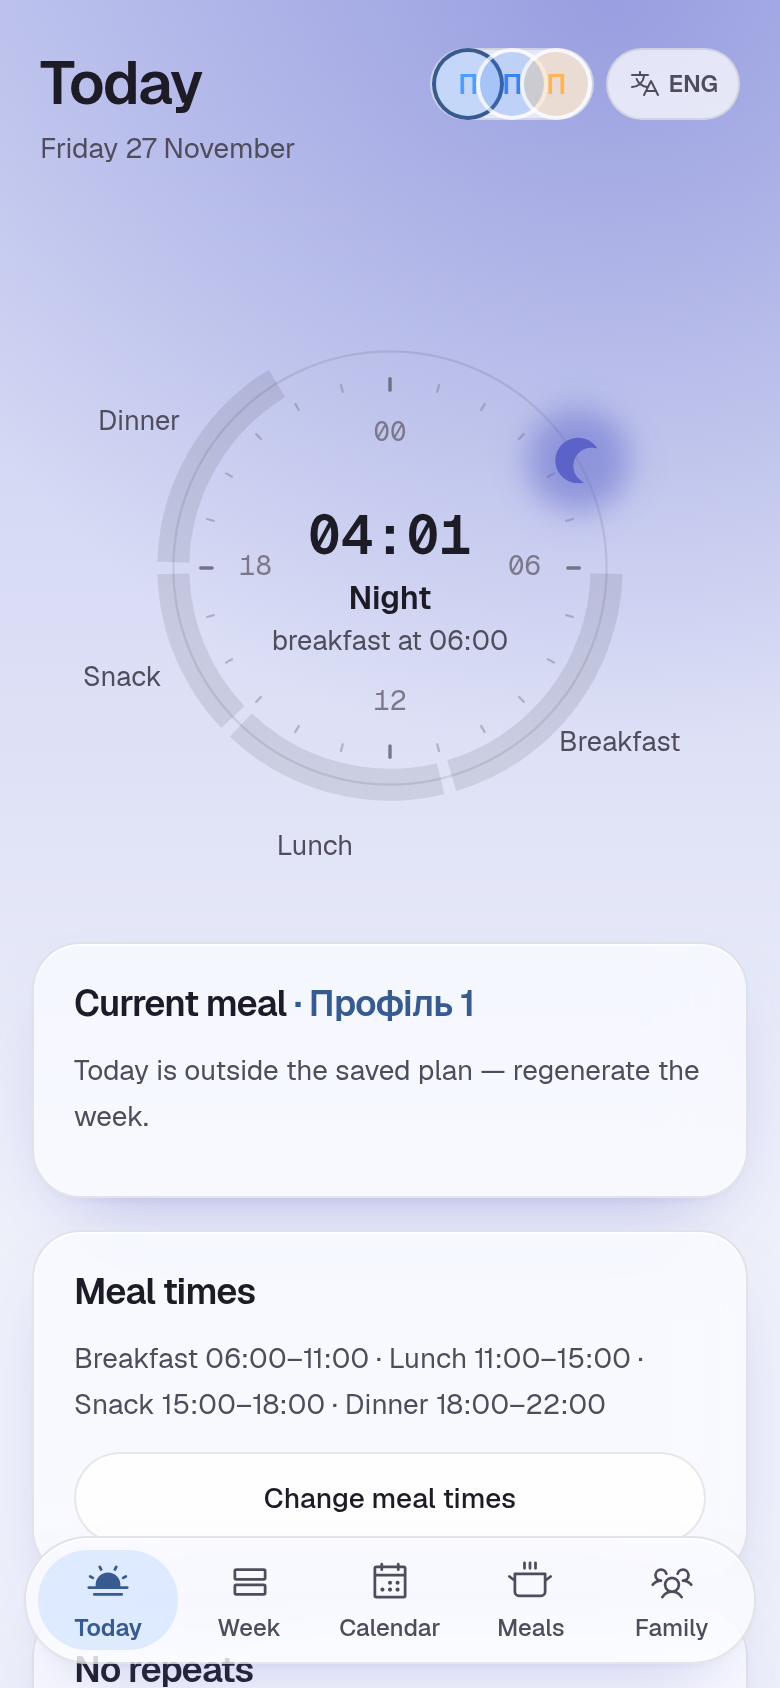 Today
П П П
ENG
Friday 27 November
Dinner
00
04:01
18
06
Night
breakfast at 06:00
Snack
12
Breakfast
Lunch
Current meal · Профіль 1
Today is outside the saved plan — regenerate the
week.
Meal times
Breakfast 06:00–11:00 · Lunch 11:00–15:00 ·
Snack 15:00–18:00 · Dinner 18:00–22:00
Change meal times
Today
Week
Calendar
Meals
Family
No repeats